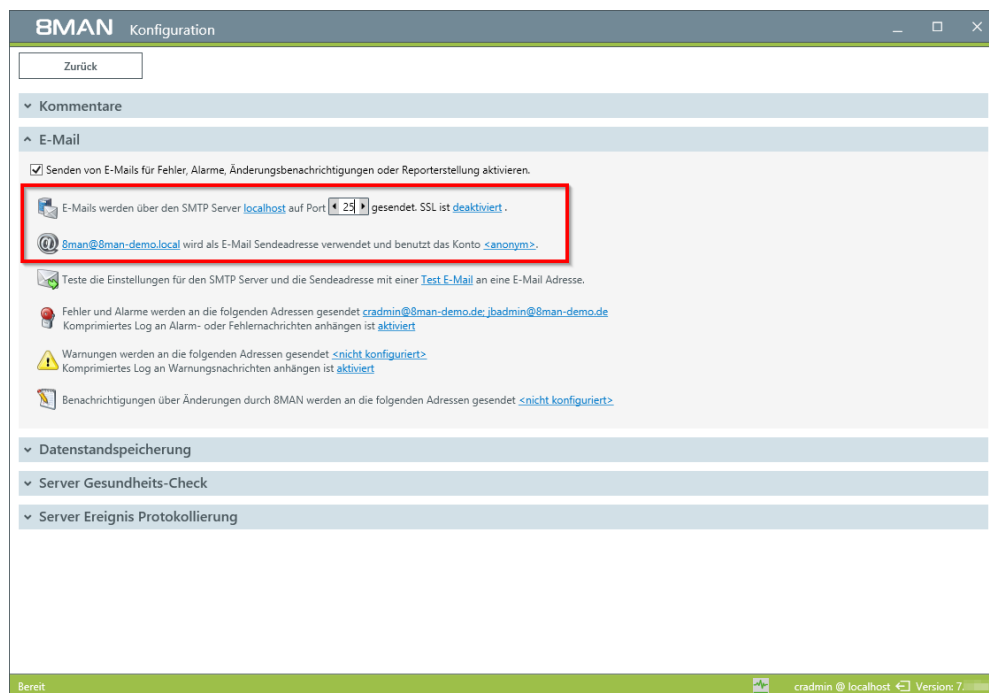 8MAN Konfiguration
Zurück
Kommentare
E-Mail
Senden von E-Mails für Fehler, Alarme, Änderungsbenachrichtigungen oder Reporterstellung aktivieren.
E-Mails werden über den SMTP Server localhost auf Port 25 gesendet. SSL ist deaktiviert .
8man@8man-demo.local wird als E-Mail Sendeadresse verwendet und benutzt das Konto <anonym>.
Teste die Einstellungen für den SMTP Server und die Sendeadresse mit einer Test E-Mail an eine E-Mail Adresse.
Fehler und Alarme werden an die folgenden Adressen gesendet cradmin@8man-demo.de; jbadmin@8man-demo.de
Komprimiertes Log an Alarm- oder Fehlernachrichten anhängen ist aktiviert
Warnungen werden an die folgenden Adressen gesendet <nicht konfiguriert>
Komprimiertes Log an Warnungsnachrichten anhängen ist aktiviert
Benachrichtigungen über Änderungen durch 8MAN werden an die folgenden Adressen gesendet <nicht konfiguriert>
Datenstandspeicherung
Server Gesundheits-Check
Server Ereignis Protokollierung
Bereit cradmin @ localhost Version: 7.